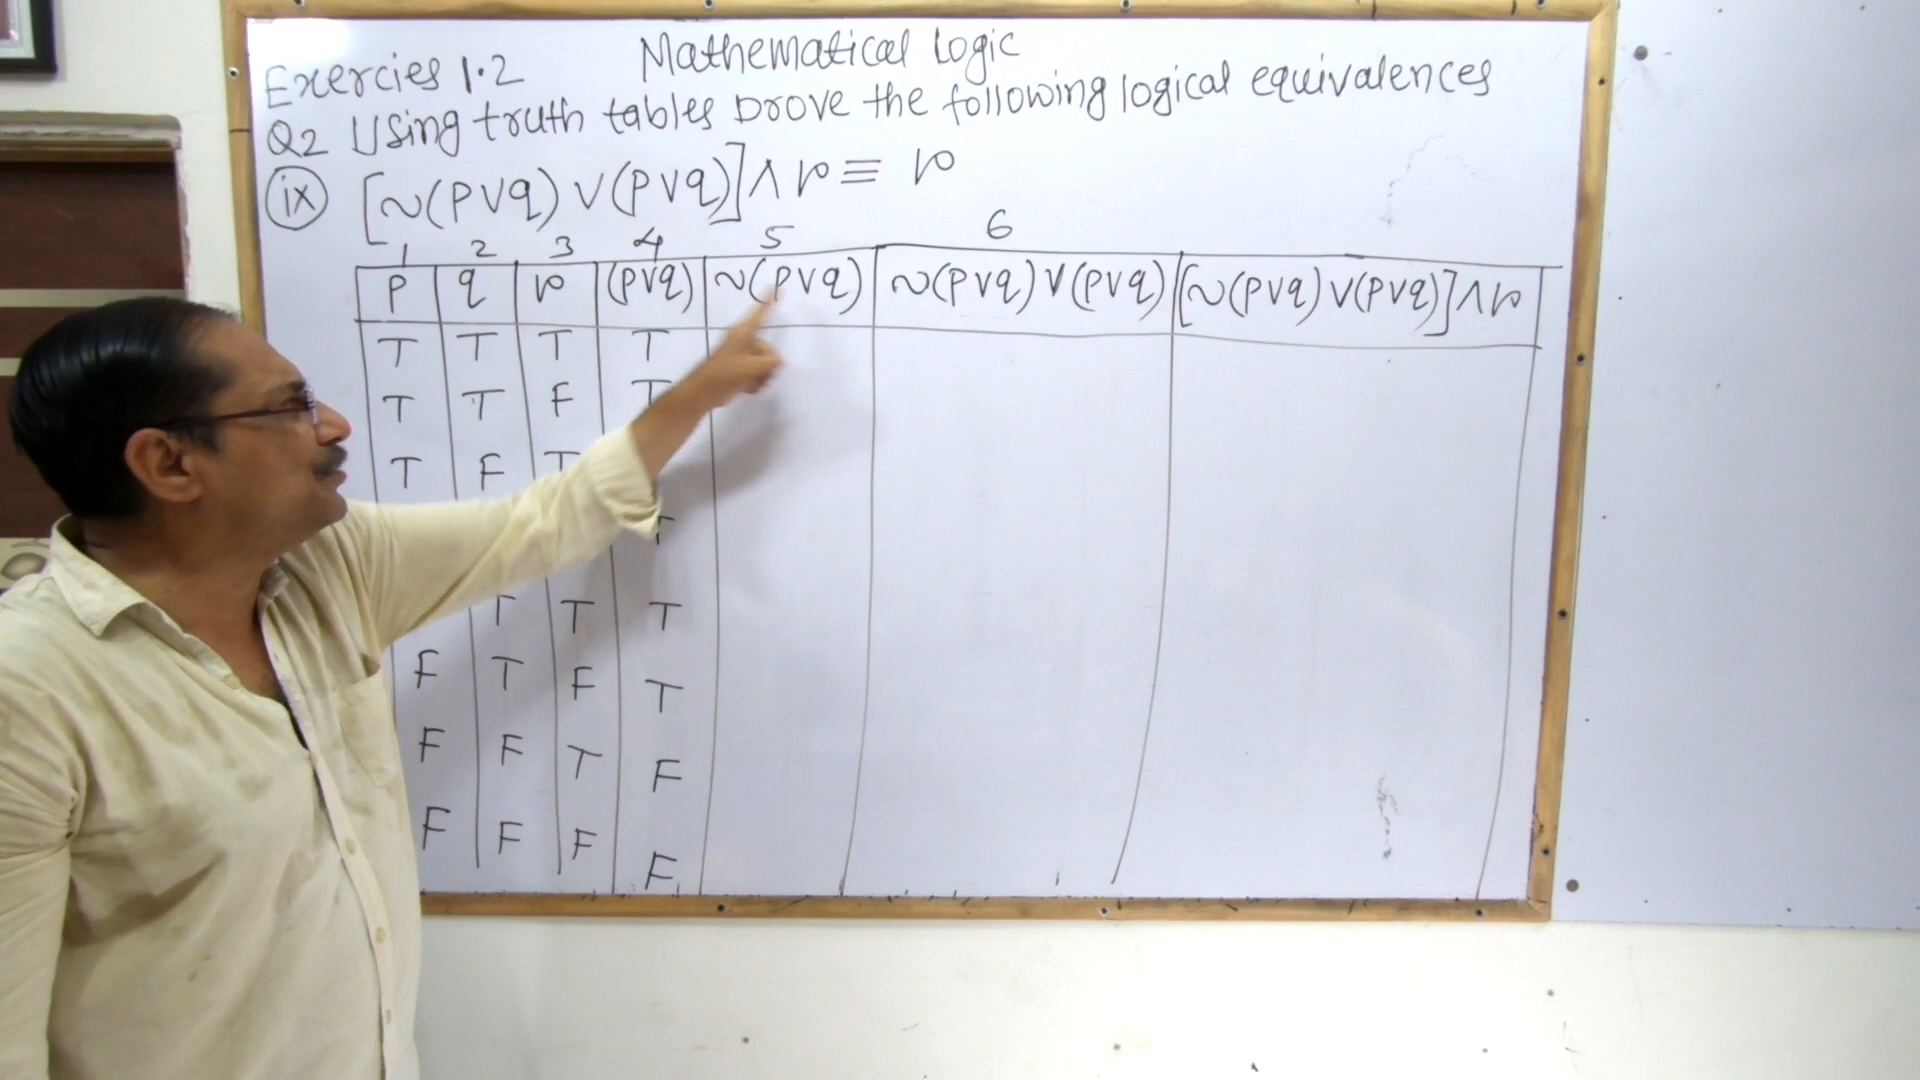 Mathematical Logic
Exercies 1.2
Q2 Using truth tables prove the following logical equivalences
ix [~(p∨q) ∨ (p∨q)] ∧ r ≡ r
1 2 3 4 5 6
p q r (p∨q) ~(p∨q) ~(p∨q) ∨ (p∨q) [~(p∨q) ∨ (p∨q)] ∧ r
T T T T
T T F T
T F T
T
T T T
F T F T
F F T F
F F F F